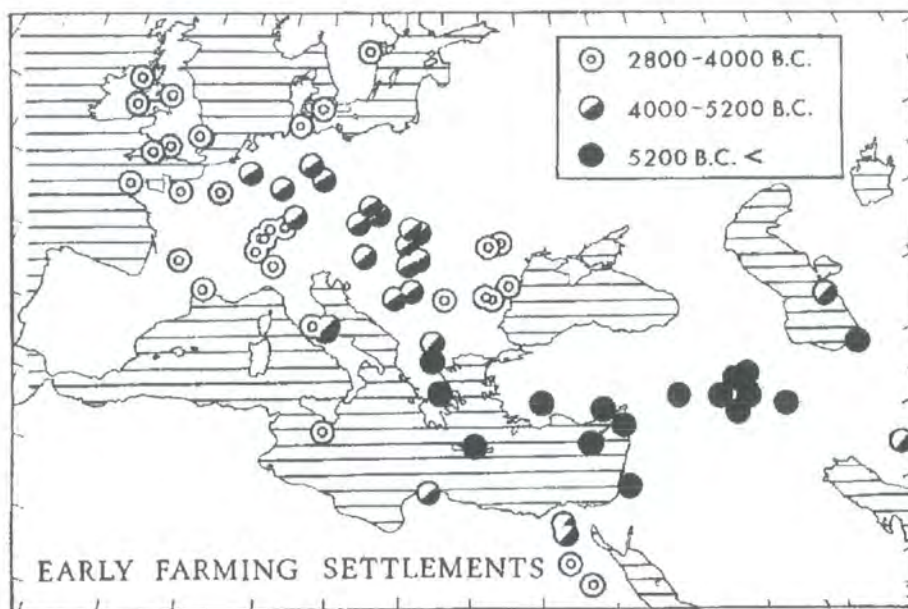 2800-4000 B.C.
4000-5200 B.C.
5200 B.C. <
EARLY FARMING SETTLEMENTS